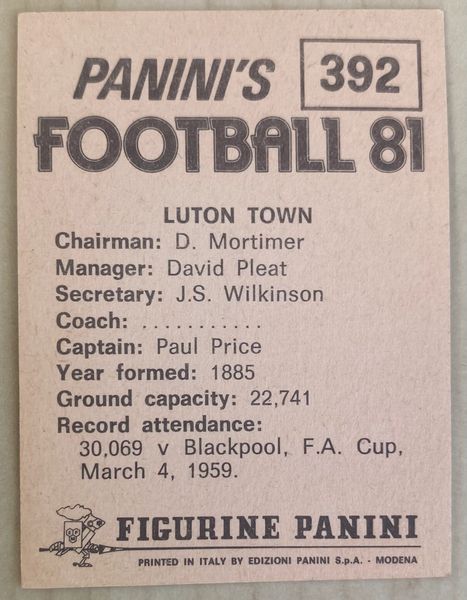 PANINI'S
392
FOOTBALL 81
LUTON TOWN
Chairman: D. Mortimer
Manager: David Pleat
Secretary: J.S. Wilkinson
Coach: ...........
Captain: Paul Price
Year formed: 1885
Ground capacity: 22,741
Record attendance:
30,069 v Blackpool, F.A. Cup,
March 4, 1959.
FIGURINE PANINI
PRINTED IN ITALY BY EDIZIONI PANINI S.p.A. - MODENA